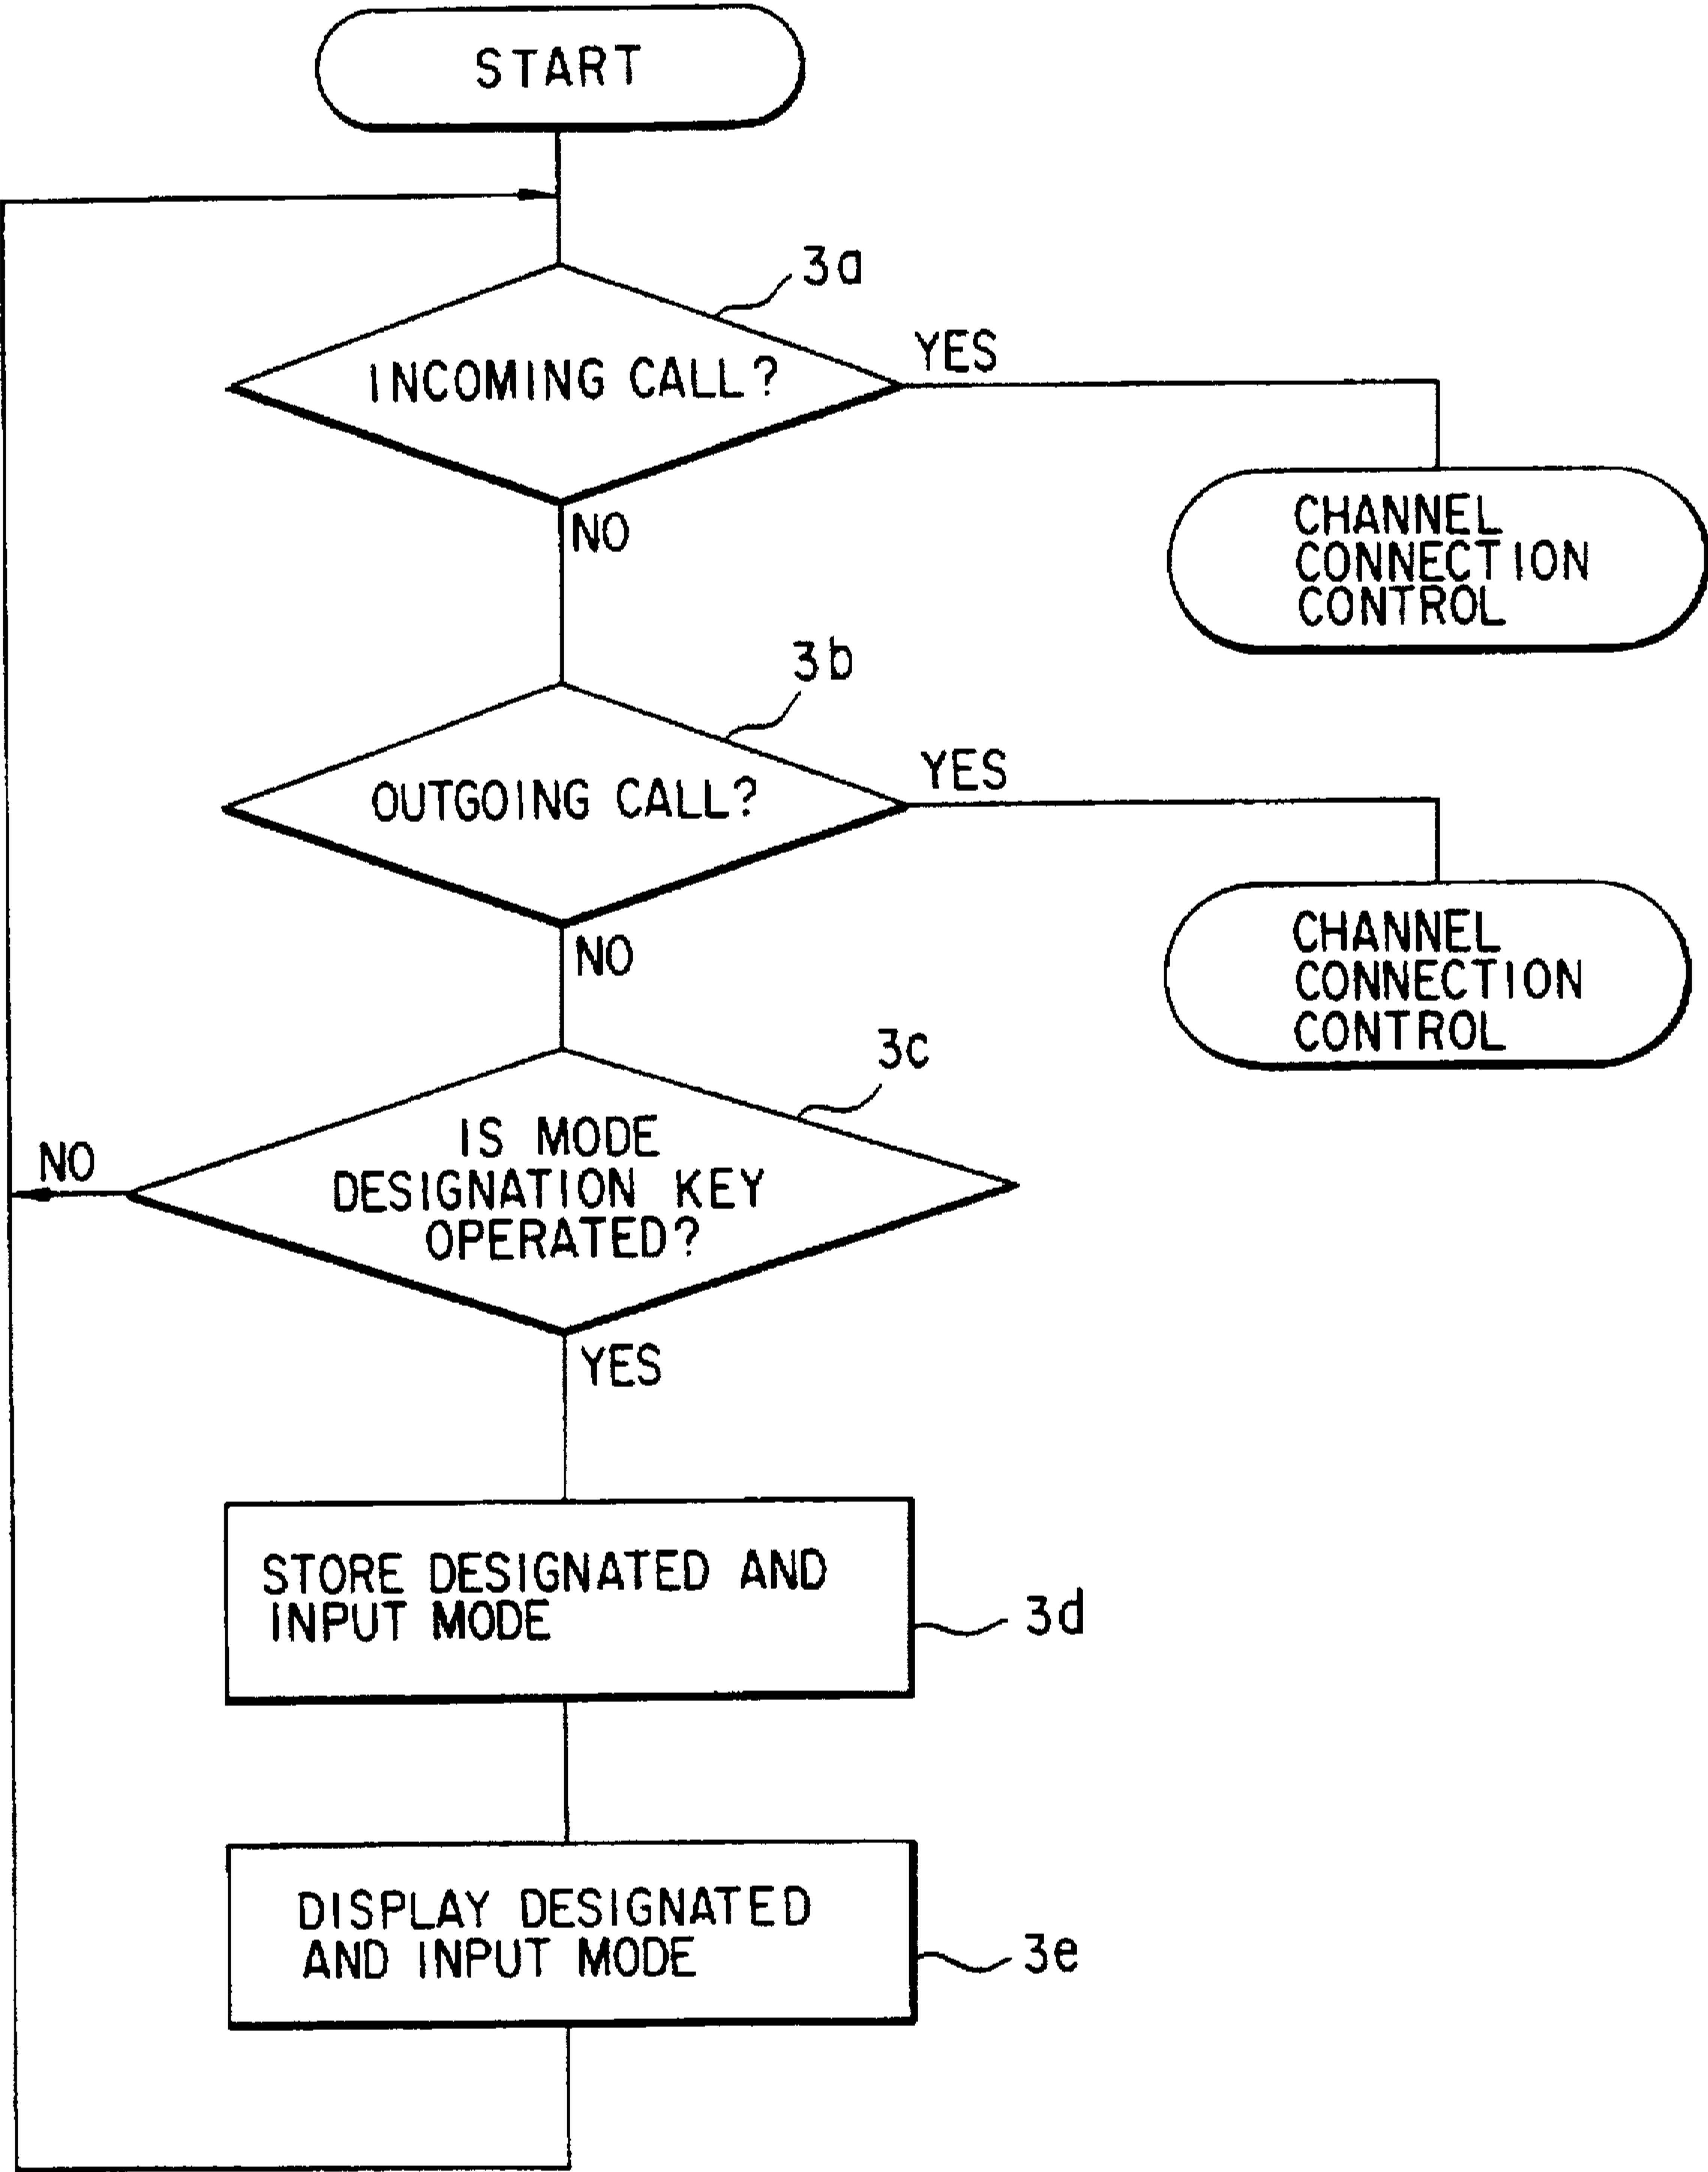 START
3a
INCOMING CALL?
YES
CHANNEL
CONNECTION
CONTROL
NO
3b
OUTGOING CALL?
YES
CHANNEL
CONNECTION
CONTROL
NO
3c
IS MODE
DESIGNATION KEY
OPERATED?
NO
YES
STORE DESIGNATED AND
INPUT MODE
3d
DISPLAY DESIGNATED
AND INPUT MODE
3e